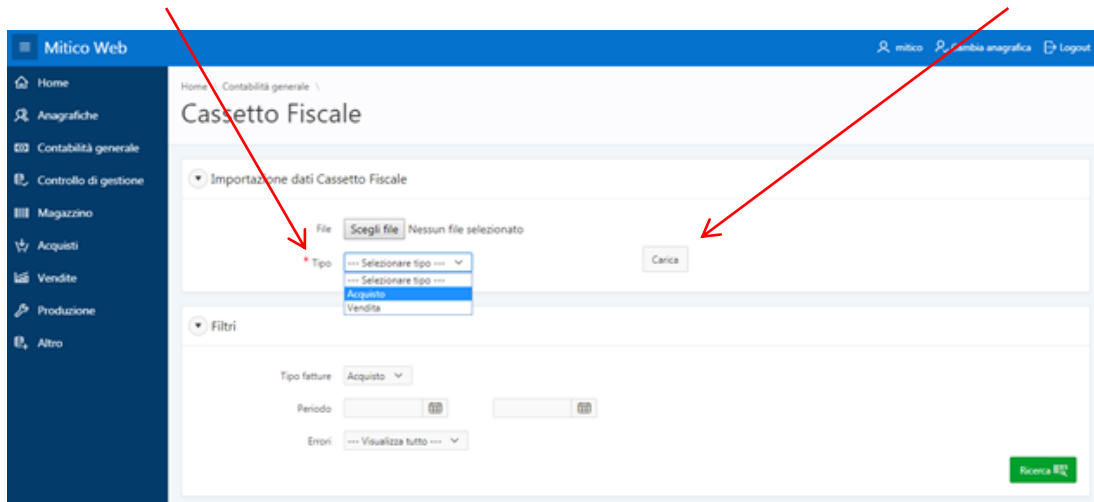 Mitico Web
mitico Cambia anagrafica Logout
Home
Anagrafiche
Contabilità generale
Controllo di gestione
Magazzino
Acquisti
Vendite
Produzione
Altro
Home \ Contabilità generale \
Cassetto Fiscale
Importazione dati Cassetto Fiscale
File Scegli file Nessun file selezionato
* Tipo --- Selezionare tipo --- Carica
--- Selezionare tipo ---
Acquisto
Vendita
Filtri
Tipo fatture Acquisto
Periodo
Errori --- Visualizza tutto ---
Ricerca